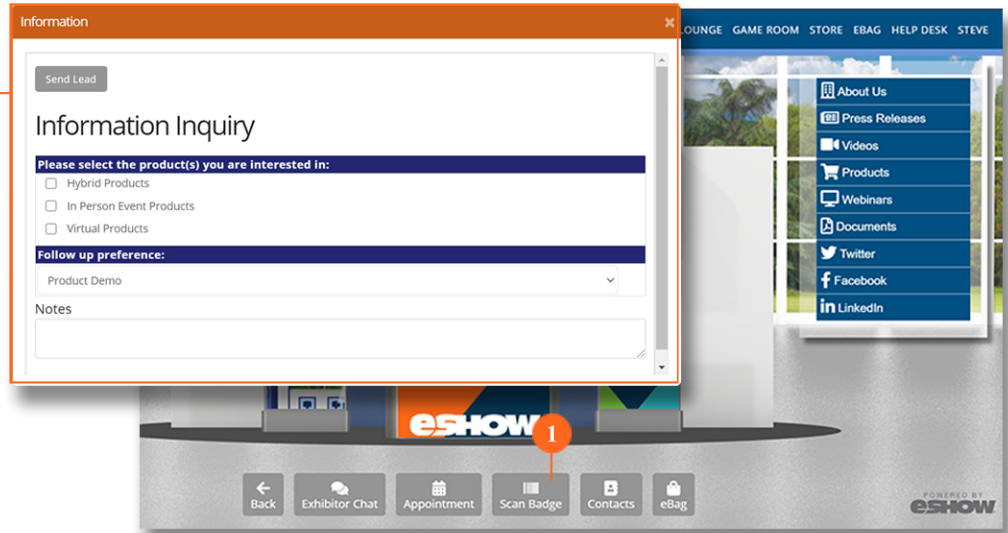 Information
Send Lead
Information Inquiry
Please select the product(s) you are interested in:
Hybrid Products
In Person Event Products
Virtual Products
Follow up preference:
Product Demo
Notes
LOUNGE GAME ROOM STORE EBAG HELP DESK STEVE
About Us
Press Releases
Videos
Products
Webinars
Documents
Twitter
Facebook
LinkedIn
eSHOW
1
Back Exhibitor Chat Appointment Scan Badge Contacts eBag
POWERED BY
eSHOW